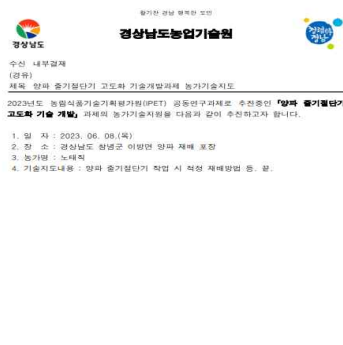 활기찬 경남 행복한 도민
경상남도
경상남도농업기술원
수신 내부결재
(경유)
제목 양파 줄기절단기 고도화 기술개발과제 농가기술지도
2023년도 농림식품기술기획평가원(IPET) 공동연구과제로 추진중인 「양파 줄기절단기
고도화 기술 개발」 과제의 농가기술지원을 다음과 같이 추진하고자 합니다.
1. 일 자 : 2023. 06. 08.(목)
2. 장 소 : 경상남도 창녕군 이방면 양파 재배 포장
3. 농가명 : 노태직
4. 기술지도내용 : 양파 줄기절단기 작업 시 적정 재배방법 등. 끝.